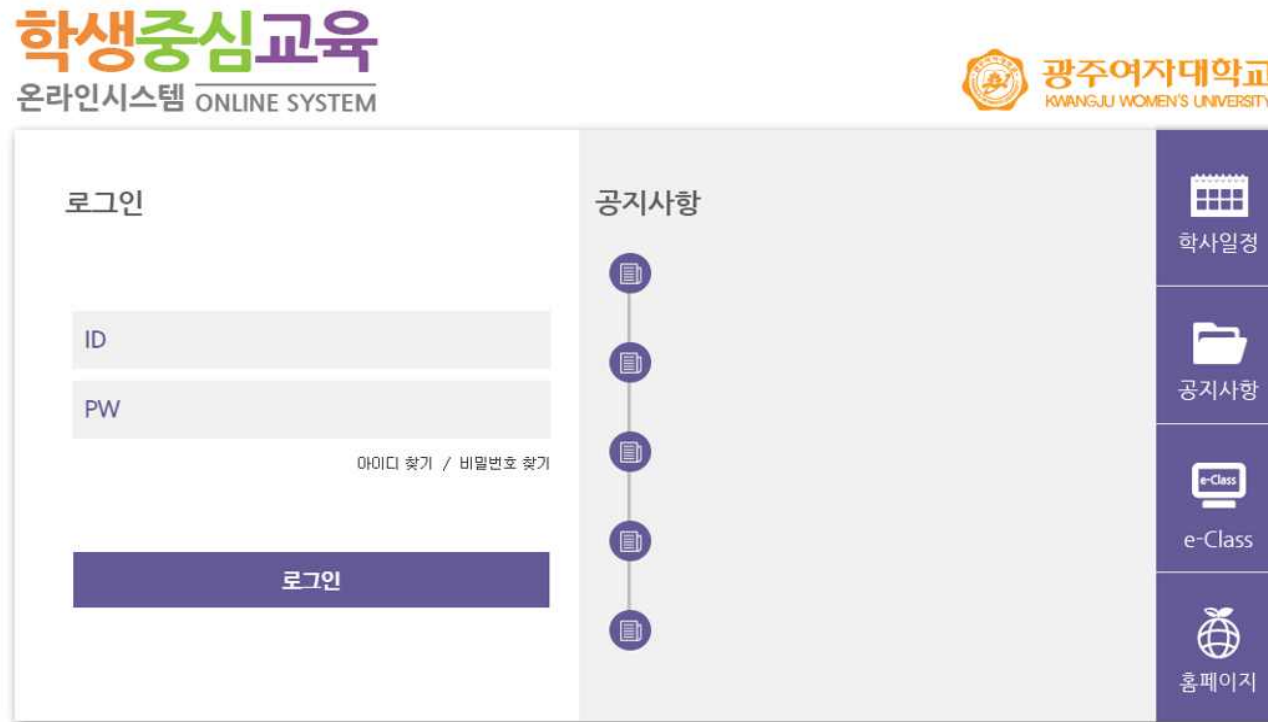 학생중심교육
온라인시스템 ONLINE SYSTEM
광주여자대학교
KWANGJU WOMEN'S UNIVERSITY
로그인
ID
PW
아이디 찾기 / 비밀번호 찾기
로그인
공지사항
학사일정
공지사항
e-Class
e-Class
홈페이지